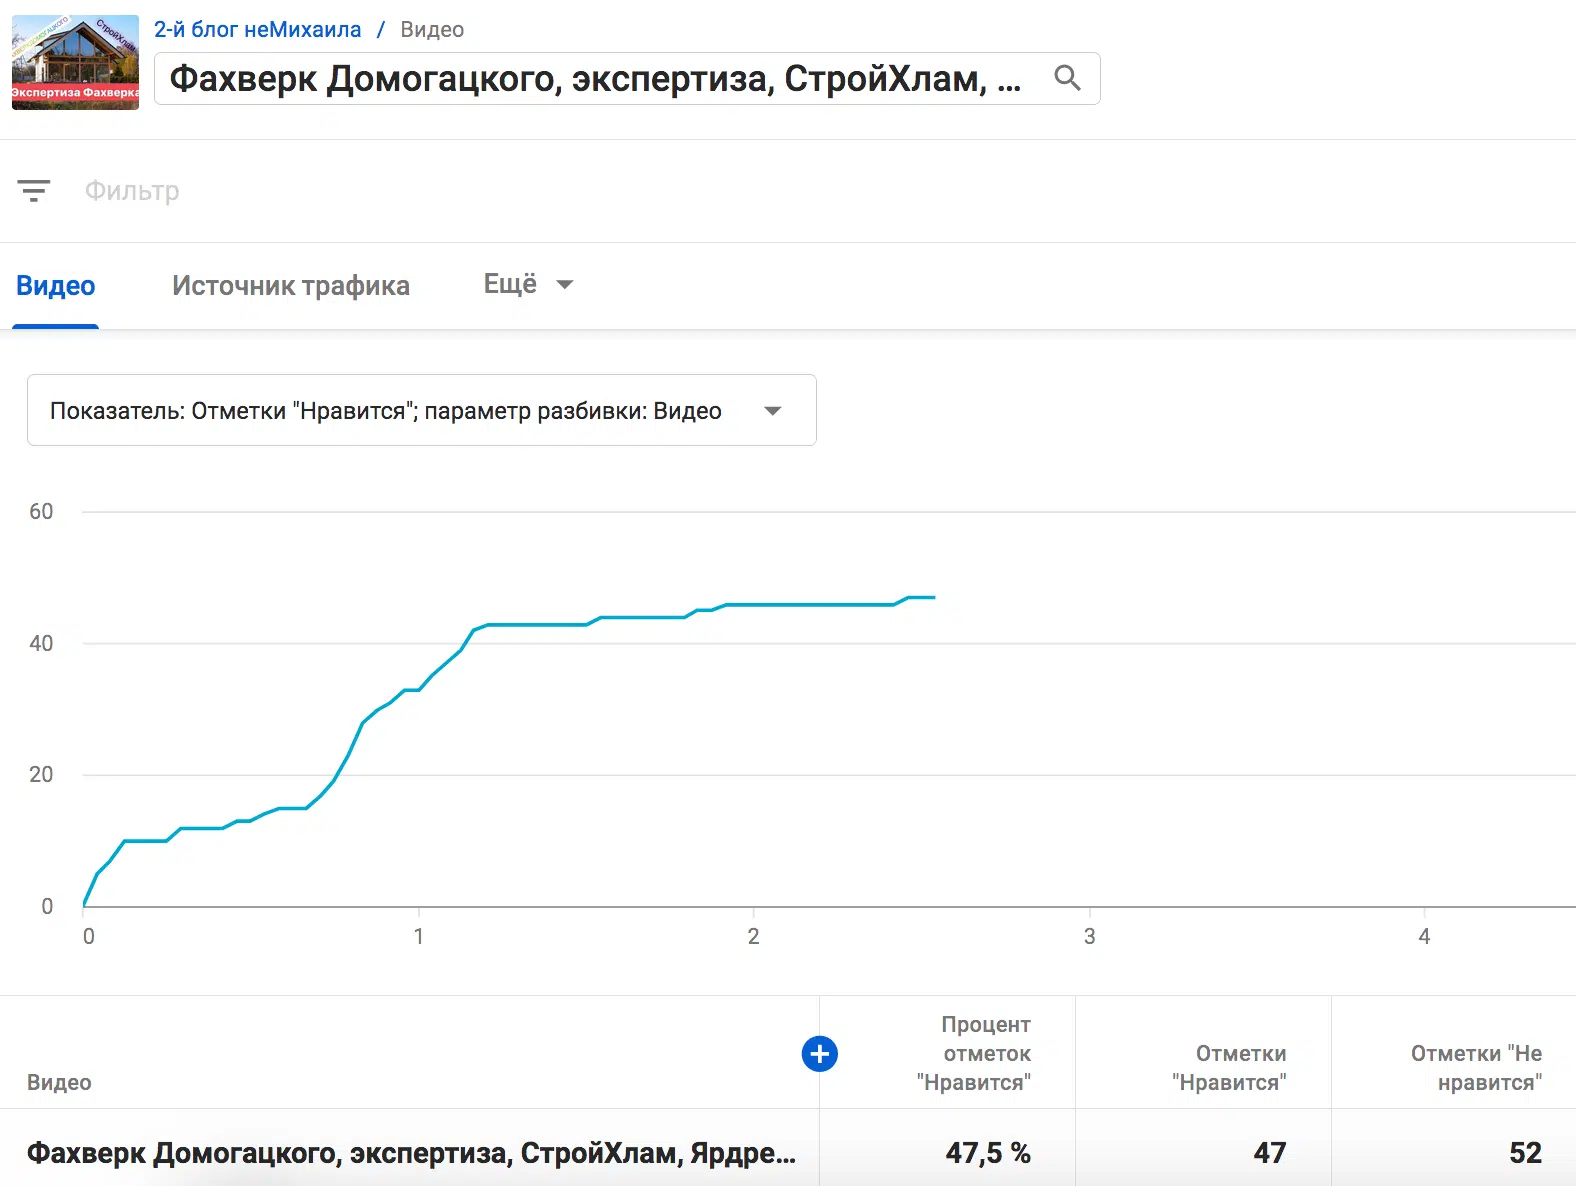 СтройХлам
Экспертиза Фахверка
2-й блог неМихаила / Видео
Фахверк Домогацкого, экспертиза, СтройХлам, ...
Фильтр
Видео
Источник трафика
Ещё
Показатель: Отметки "Нравится"; параметр разбивки: Видео
60
40
20
0
0
1
2
3
4
Видео
Процент
отметок
"Нравится"
Отметки
"Нравится"
Отметки "Не
нравится"
Фахверк Домогацкого, экспертиза, СтройХлам, Ярдре...
47,5 %
47
52